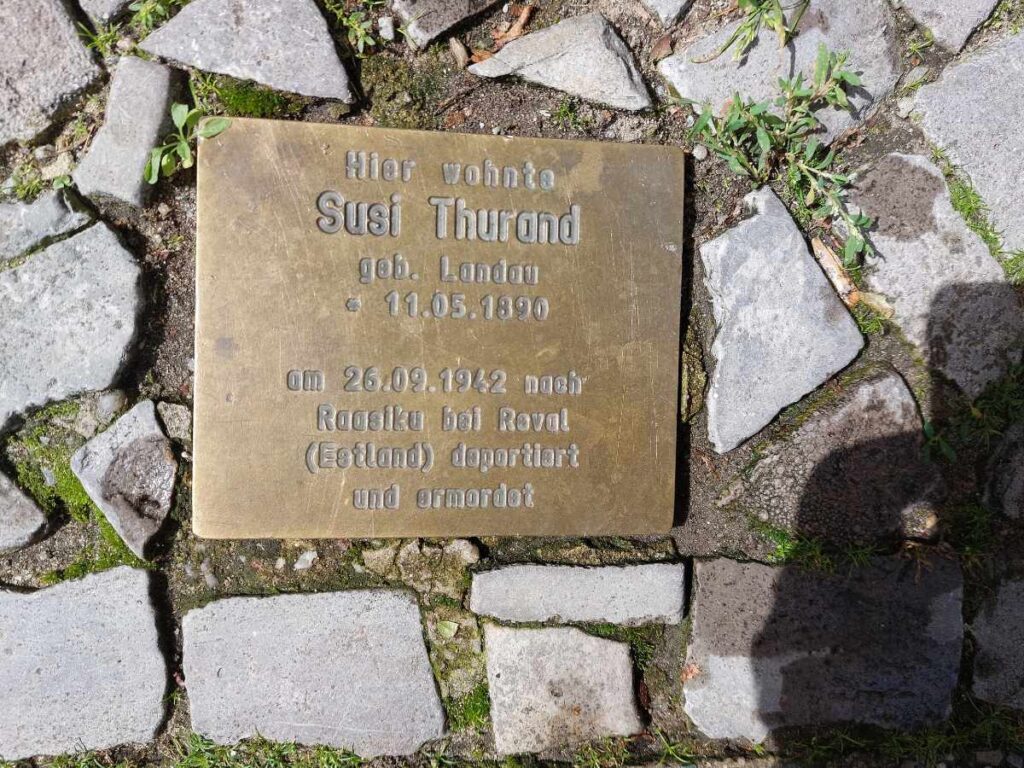 Hier wohnte
Susi Thurand
geb. Landau
* 11.05.1890
am 26.09.1942 nach
Raasiku bei Reval
(Estland) deportiert
und ermordet